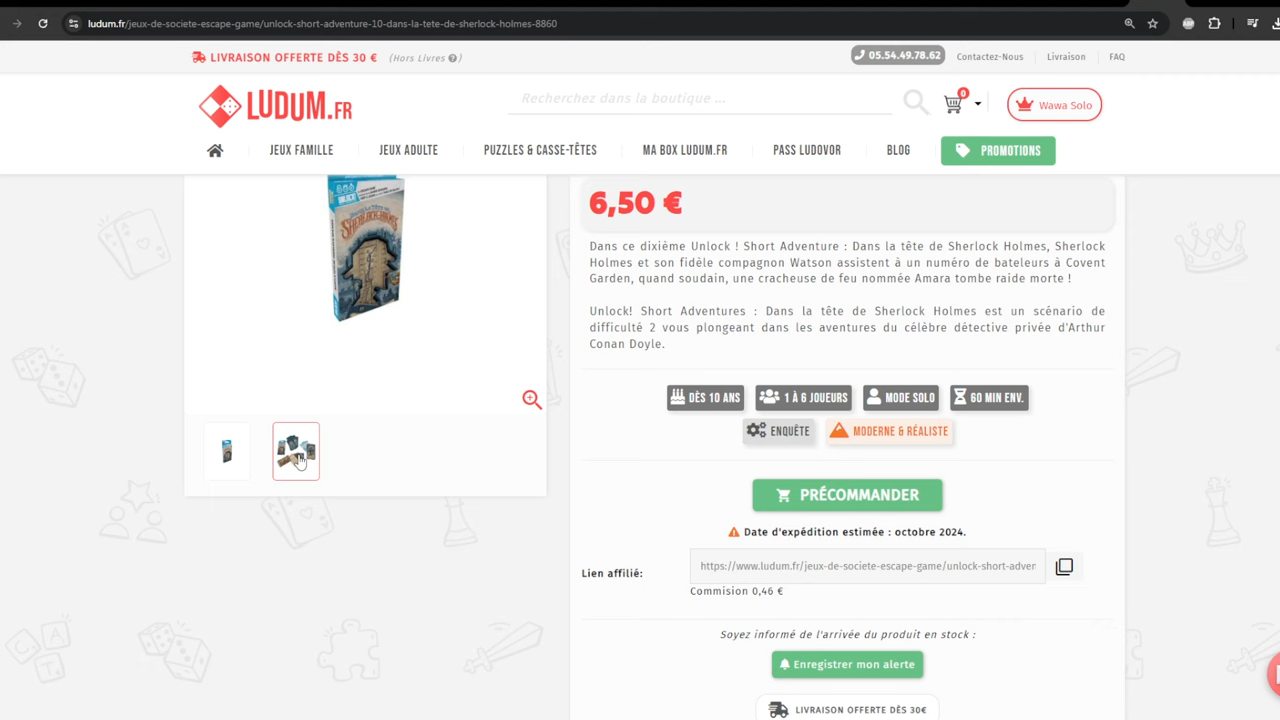 ludum.fr/jeux-de-societe-escape-game/unlock-short-adventure-10-dans-la-tete-de-sherlock-holmes-8860
LIVRAISON OFFERTE DÈS 30 € (Hors Livres ?)
05.54.49.78.62 Contactez-Nous Livraison FAQ
LUDUM.FR
Recherchez dans la boutique ...
0
Wawa Solo
JEUX FAMILLE JEUX ADULTE PUZZLES & CASSE-TÊTES MA BOX LUDUM.FR PASS LUDOVOR BLOG PROMOTIONS
SHERLOCK HOLMES
6,50 €
Dans ce dixième Unlock ! Short Adventure : Dans la tête de Sherlock Holmes, Sherlock
Holmes et son fidèle compagnon Watson assistent à un numéro de bateleurs à Covent
Garden, quand soudain, une cracheuse de feu nommée Amara tombe raide morte !
Unlock! Short Adventures : Dans la tête de Sherlock Holmes est un scénario de
difficulté 2 vous plongeant dans les aventures du célèbre détective privée d'Arthur
Conan Doyle.
DÈS 10 ANS 1 À 6 JOUEURS MODE SOLO 60 MIN ENV.
ENQUÊTE MODERNE & RÉALISTE
PRÉCOMMANDER
Date d'expédition estimée : octobre 2024.
Lien affilié: https://www.ludum.fr/jeux-de-societe-escape-game/unlock-short-adven
Commision 0,46 €
Soyez informé de l'arrivée du produit en stock :
Enregistrer mon alerte
LIVRAISON OFFERTE DÈS 30€